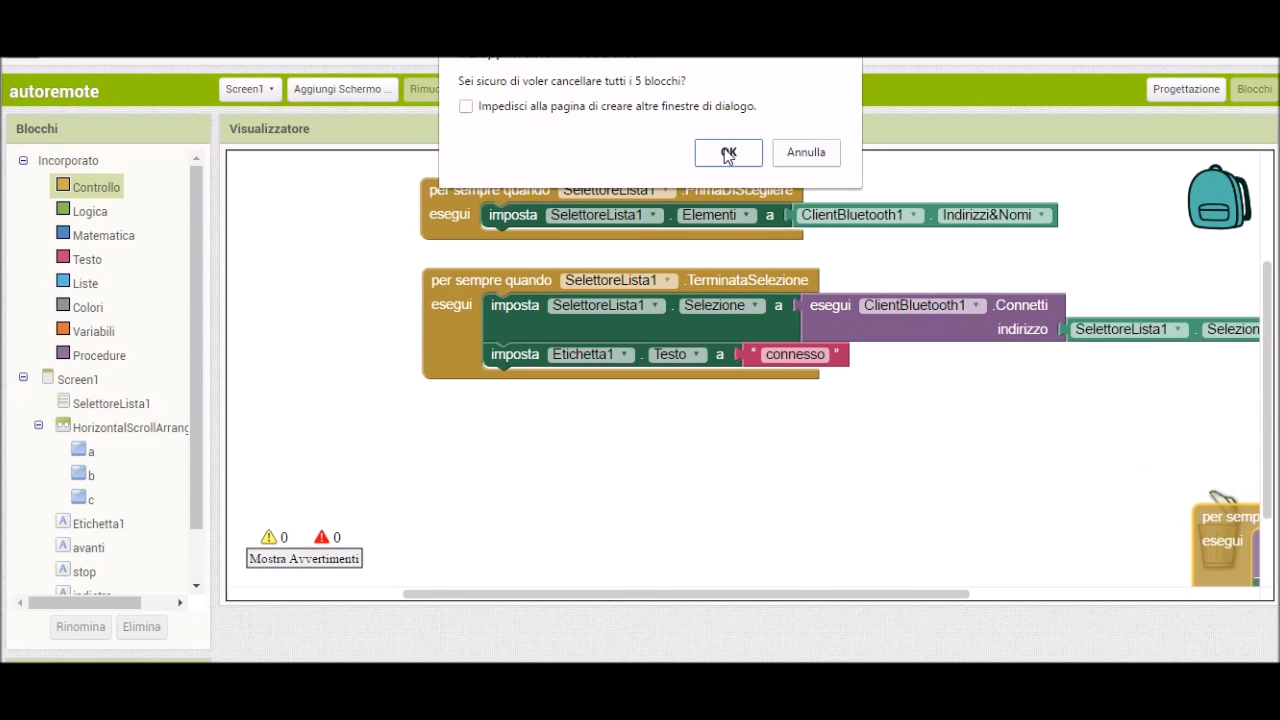 Sei sicuro di voler cancellare tutti i 5 blocchi?
Impedisci alla pagina di creare altre finestre di dialogo.
OK
Annulla
autoremote
Screen1
Aggiungi Schermo ...
Progettazione
Blocchi
Blocchi
Visualizzatore
Incorporato
Controllo
Logica
Matematica
Testo
Liste
Colori
Variabili
Procedure
Screen1
SelettoreLista1
HorizontalScrollArrang
a
b
c
Etichetta1
avanti
stop
Rinomina
Elimina
per sempre quando SelettoreLista1 .PrimaDiScegliere
esegui imposta SelettoreLista1 . Elementi a ClientBluetooth1 . Indirizzi&Nomi
per sempre quando SelettoreLista1 .TerminataSelezione
esegui imposta SelettoreLista1 . Selezione a esegui ClientBluetooth1 .Connetti
indirizzo SelettoreLista1 . Selezion
imposta Etichetta1 . Testo a " connesso "
0 0
Mostra Avvertimenti
per semp
esegui